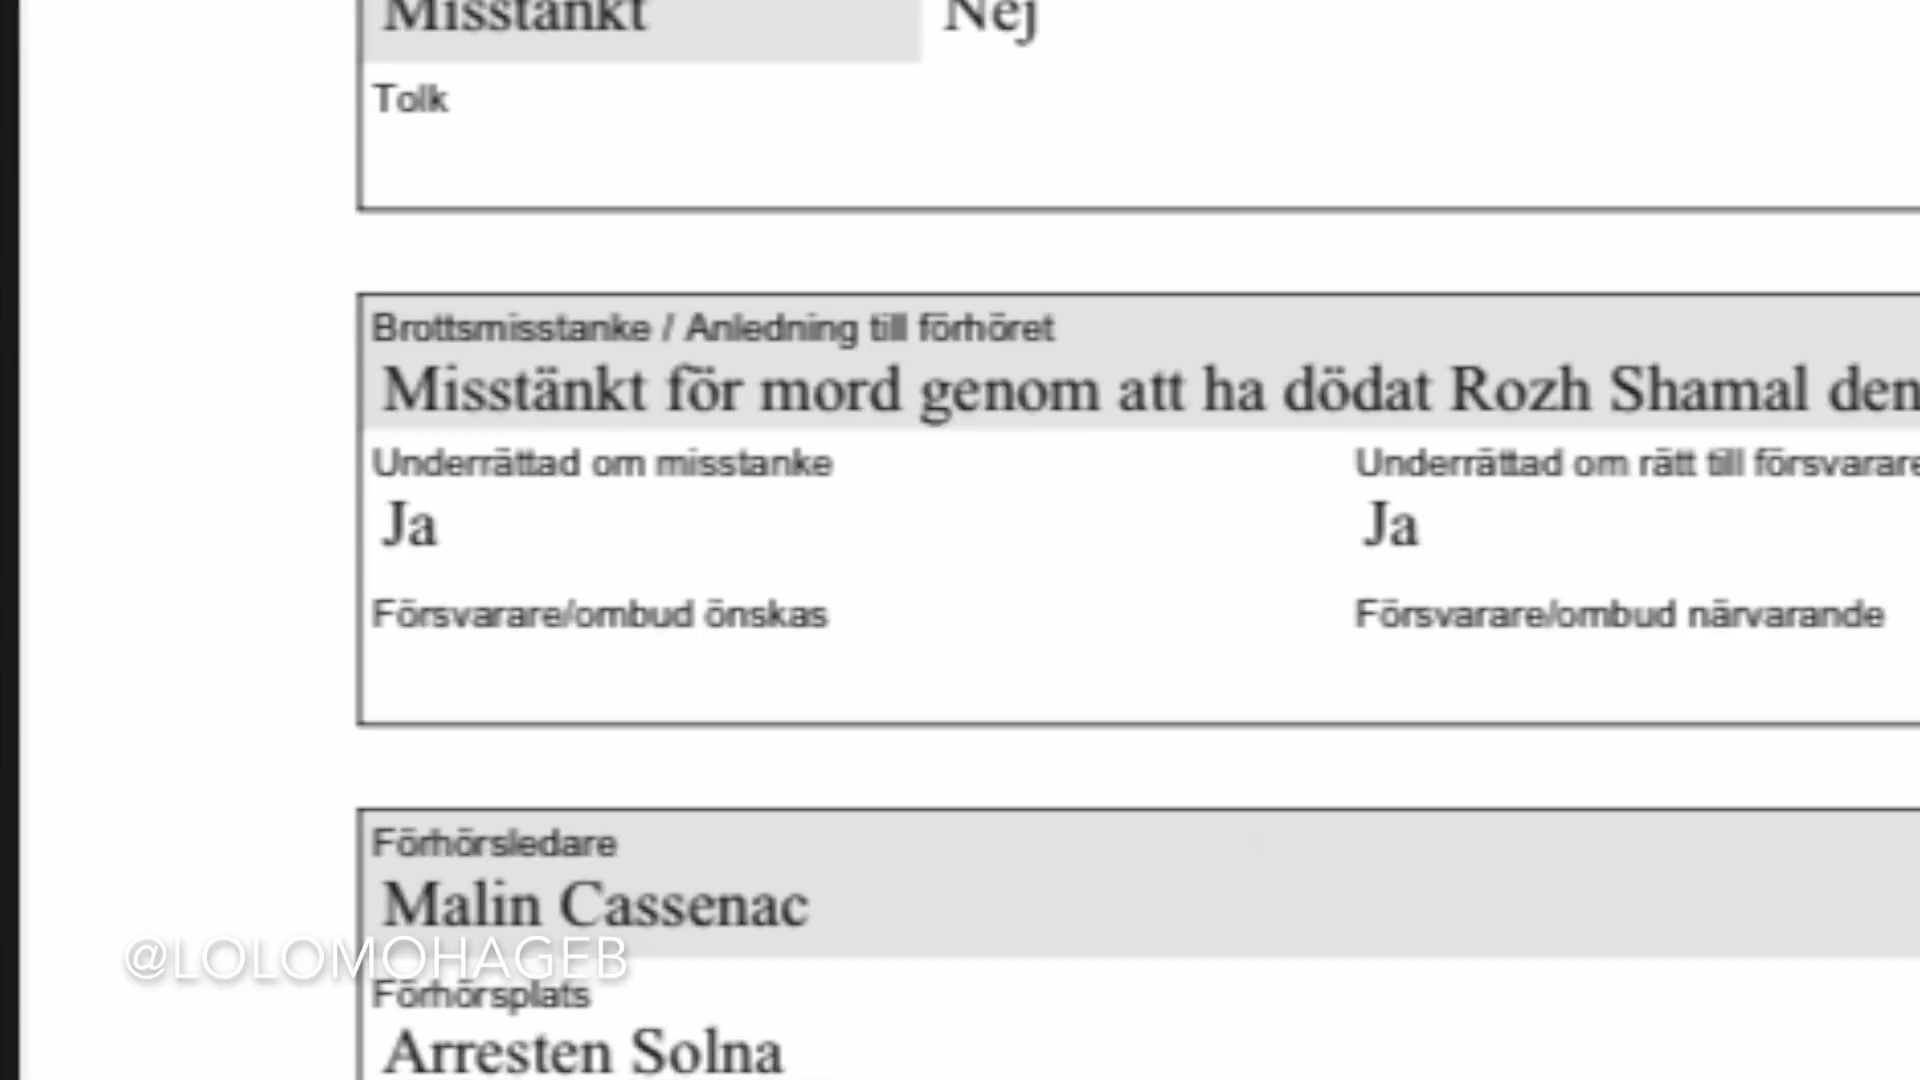 Misstänkt Nej
Tolk
Brottsmisstanke / Anledning till förhöret
Misstänkt för mord genom att ha dödat Rozh Shamal den
Underrättad om misstanke Underrättad om rätt till försvarare
Ja Ja
Försvarare/ombud önskas Försvarare/ombud närvarande
Förhörsledare
Malin Cassenac
@LOLOMOHAGEB
Förhörsplats
Arresten Solna